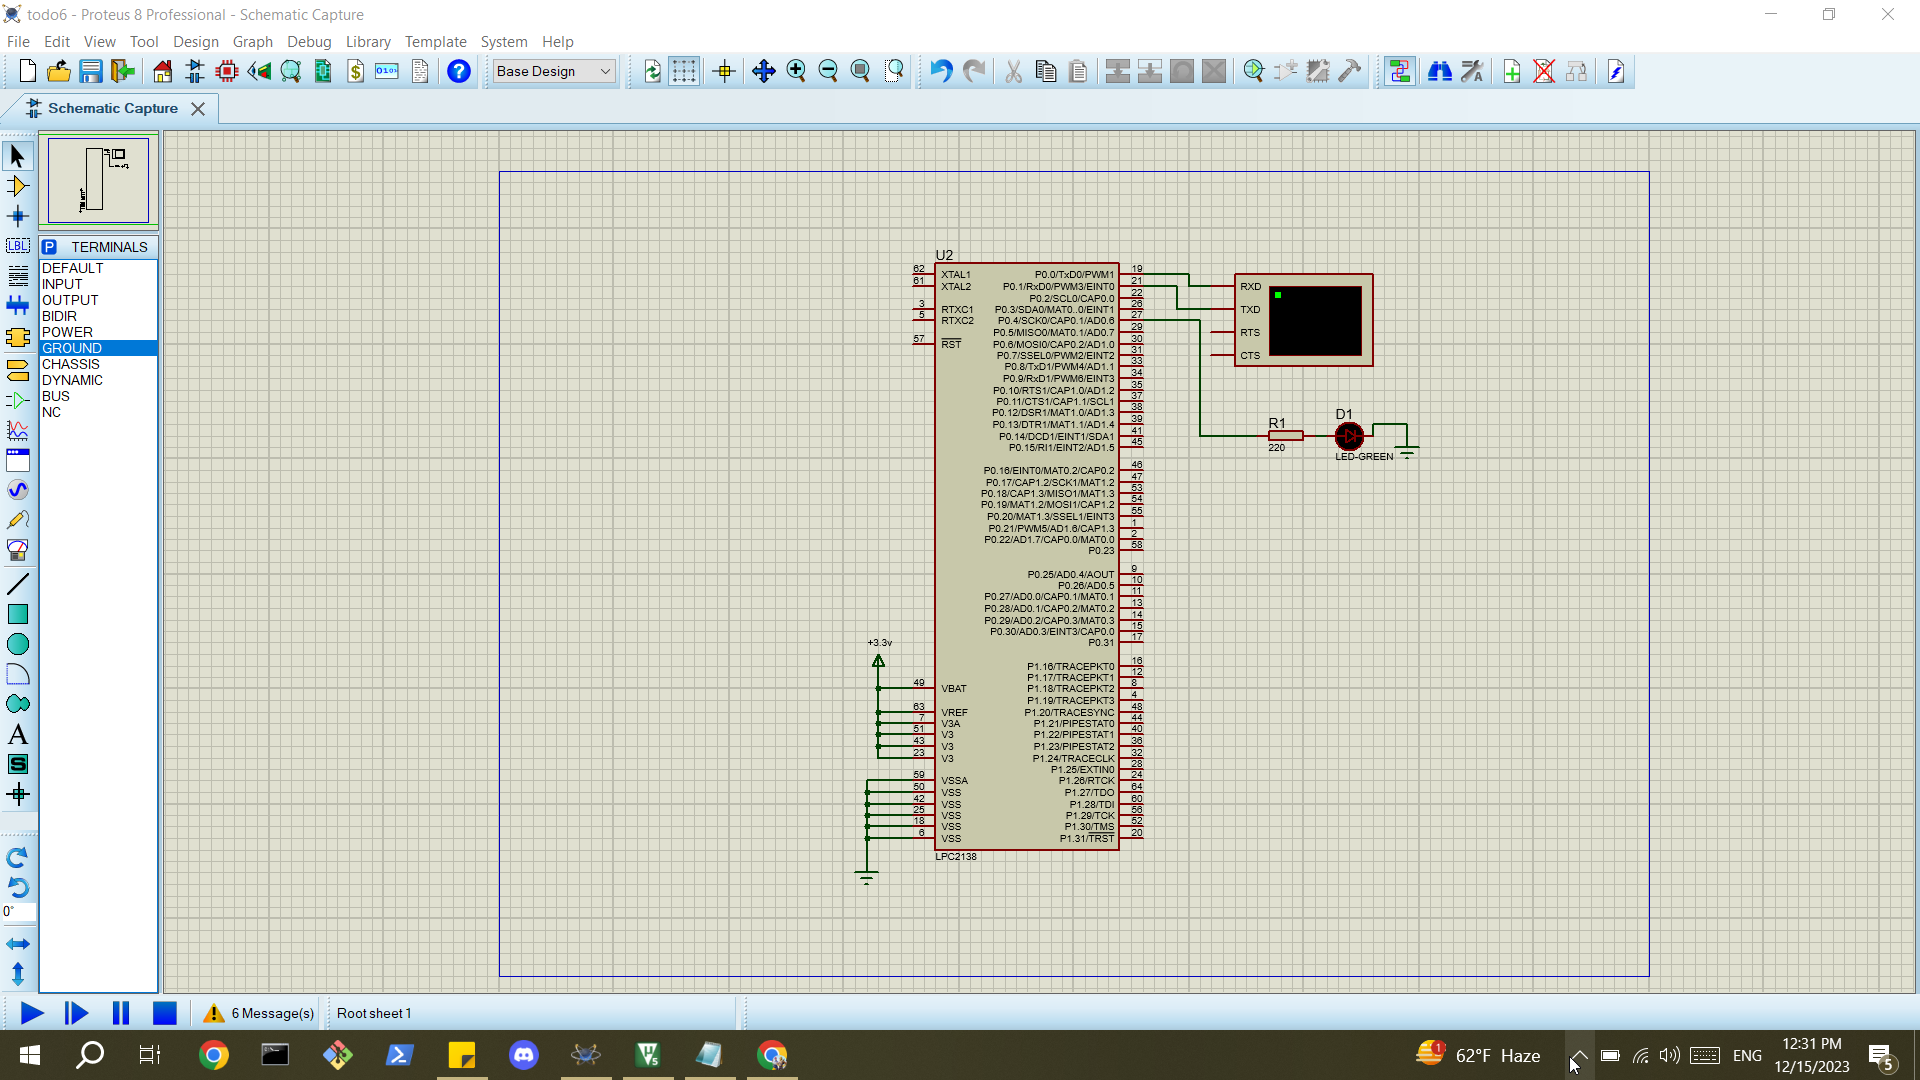 todo6 - Proteus 8 Professional - Schematic Capture
File Edit View Tool Design Graph Debug Library Template System Help
Base Design
Schematic Capture
TERMINALS
DEFAULT
INPUT
OUTPUT
BIDIR
POWER
GROUND
CHASSIS
DYNAMIC
BUS
NC
0°
U2
62 XTAL1
61 XTAL2
3 RTXC1
5 RTXC2
57 RST
P0.0/TxD0/PWM1 19
P0.1/RxD0/PWM3/EINT0 21
P0.2/SCL0/CAP0.0 22
P0.3/SDA0/MAT0..0/EINT1 26
P0.4/SCK0/CAP0.1/AD0.6 27
P0.5/MISO0/MAT0.1/AD0.7 29
P0.6/MOSI0/CAP0.2/AD1.0 30
P0.7/SSEL0/PWM2/EINT2 31
P0.8/TxD1/PWM4/AD1.1 33
P0.9/RxD1/PWM6/EINT3 34
P0.10/RTS1/CAP1.0/AD1.2 35
P0.11/CTS1/CAP1.1/SCL1 37
P0.12/DSR1/MAT1.0/AD1.3 38
P0.13/DTR1/MAT1.1/AD1.4 39
P0.14/DCD1/EINT1/SDA1 41
P0.15/RI1/EINT2/AD1.5 45
P0.16/EINT0/MAT0.2/CAP0.2 46
P0.17/CAP1.2/SCK1/MAT1.2 47
P0.18/CAP1.3/MISO1/MAT1.3 53
P0.19/MAT1.2/MOSI1/CAP1.2 54
P0.20/MAT1.3/SSEL1/EINT3 55
P0.21/PWM5/AD1.6/CAP1.3 1
P0.22/AD1.7/CAP0.0/MAT0.0 2
P0.23 58
P0.25/AD0.4/AOUT 9
P0.26/AD0.5 10
P0.27/AD0.0/CAP0.1/MAT0.1 11
P0.28/AD0.1/CAP0.2/MAT0.2 13
P0.29/AD0.2/CAP0.3/MAT0.3 14
P0.30/AD0.3/EINT3/CAP0.0 15
P0.31 17
P1.16/TRACEPKT0 16
P1.17/TRACEPKT1 12
P1.18/TRACEPKT2 8
P1.19/TRACEPKT3 4
P1.20/TRACESYNC 48
P1.21/PIPESTAT0 44
P1.22/PIPESTAT1 40
P1.23/PIPESTAT2 36
P1.24/TRACECLK 32
P1.25/EXTIN0 28
P1.26/RTCK 24
P1.27/TDO 64
P1.28/TDI 60
P1.29/TCK 56
P1.30/TMS 52
P1.31/TRST 20
+3.3v
49 VBAT
63 VREF
7 V3A
51 V3
43 V3
23 V3
59 VSSA
50 VSS
42 VSS
25 VSS
18 VSS
6 VSS
LPC2138
RXD
TXD
RTS
CTS
R1
220
D1
LED-GREEN
6 Message(s)
Root sheet 1
1
62°F Haze
ENG
12:31 PM
12/15/2023
5